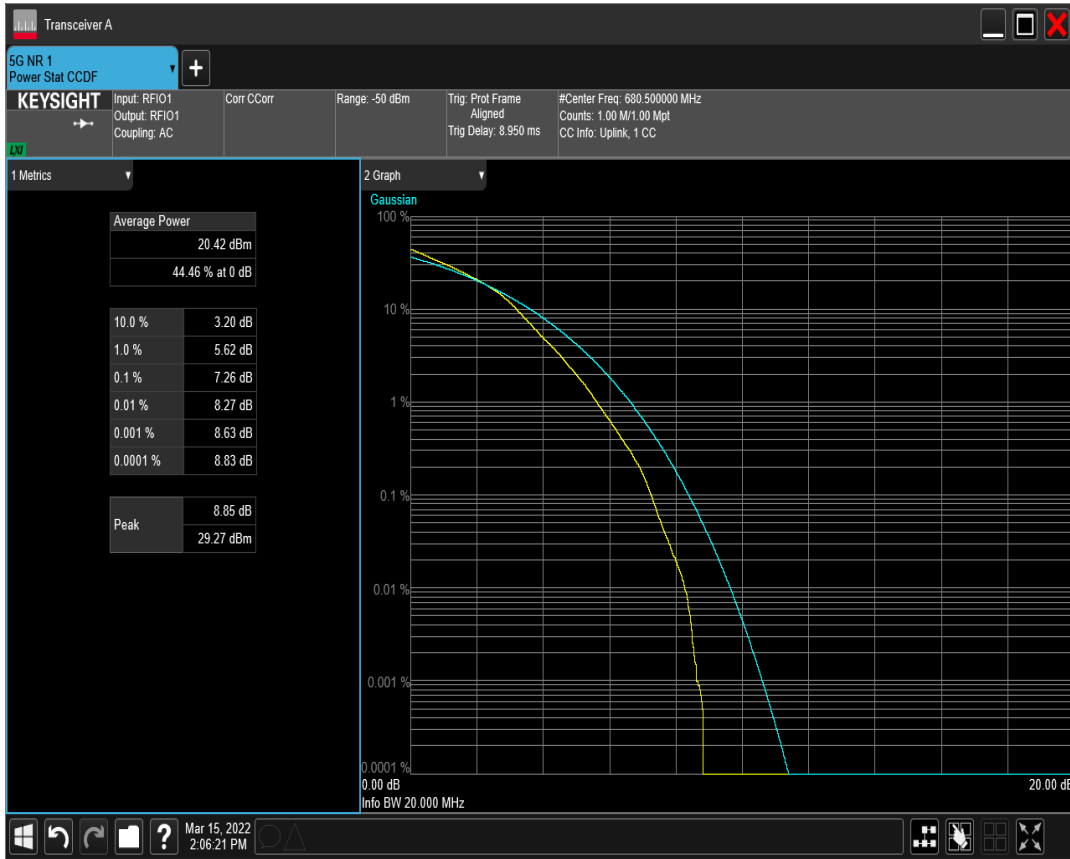 Transceiver A
5G NR 1
Power Stat CCDF
+
KEYSIGHT
LXI
Input: RFIO1
Output: RFIO1
Coupling: AC
Corr CCorr
Range: -50 dBm
Trig: Prot Frame
Aligned
Trig Delay: 8.950 ms
#Center Freq: 680.500000 MHz
Counts: 1.00 M/1.00 Mpt
CC Info: Uplink, 1 CC
1 Metrics
Average Power
20.42 dBm
44.46 % at 0 dB
10.0 % 3.20 dB
1.0 % 5.62 dB
0.1 % 7.26 dB
0.01 % 8.27 dB
0.001 % 8.63 dB
0.0001 % 8.83 dB
Peak
8.85 dB
29.27 dBm
2 Graph
Gaussian
100 %
10 %
1 %
0.1 %
0.01 %
0.001 %
0.0001 %
0.00 dB 20.00 dB
Info BW 20.000 MHz
?
Mar 15, 2022
2:06:21 PM